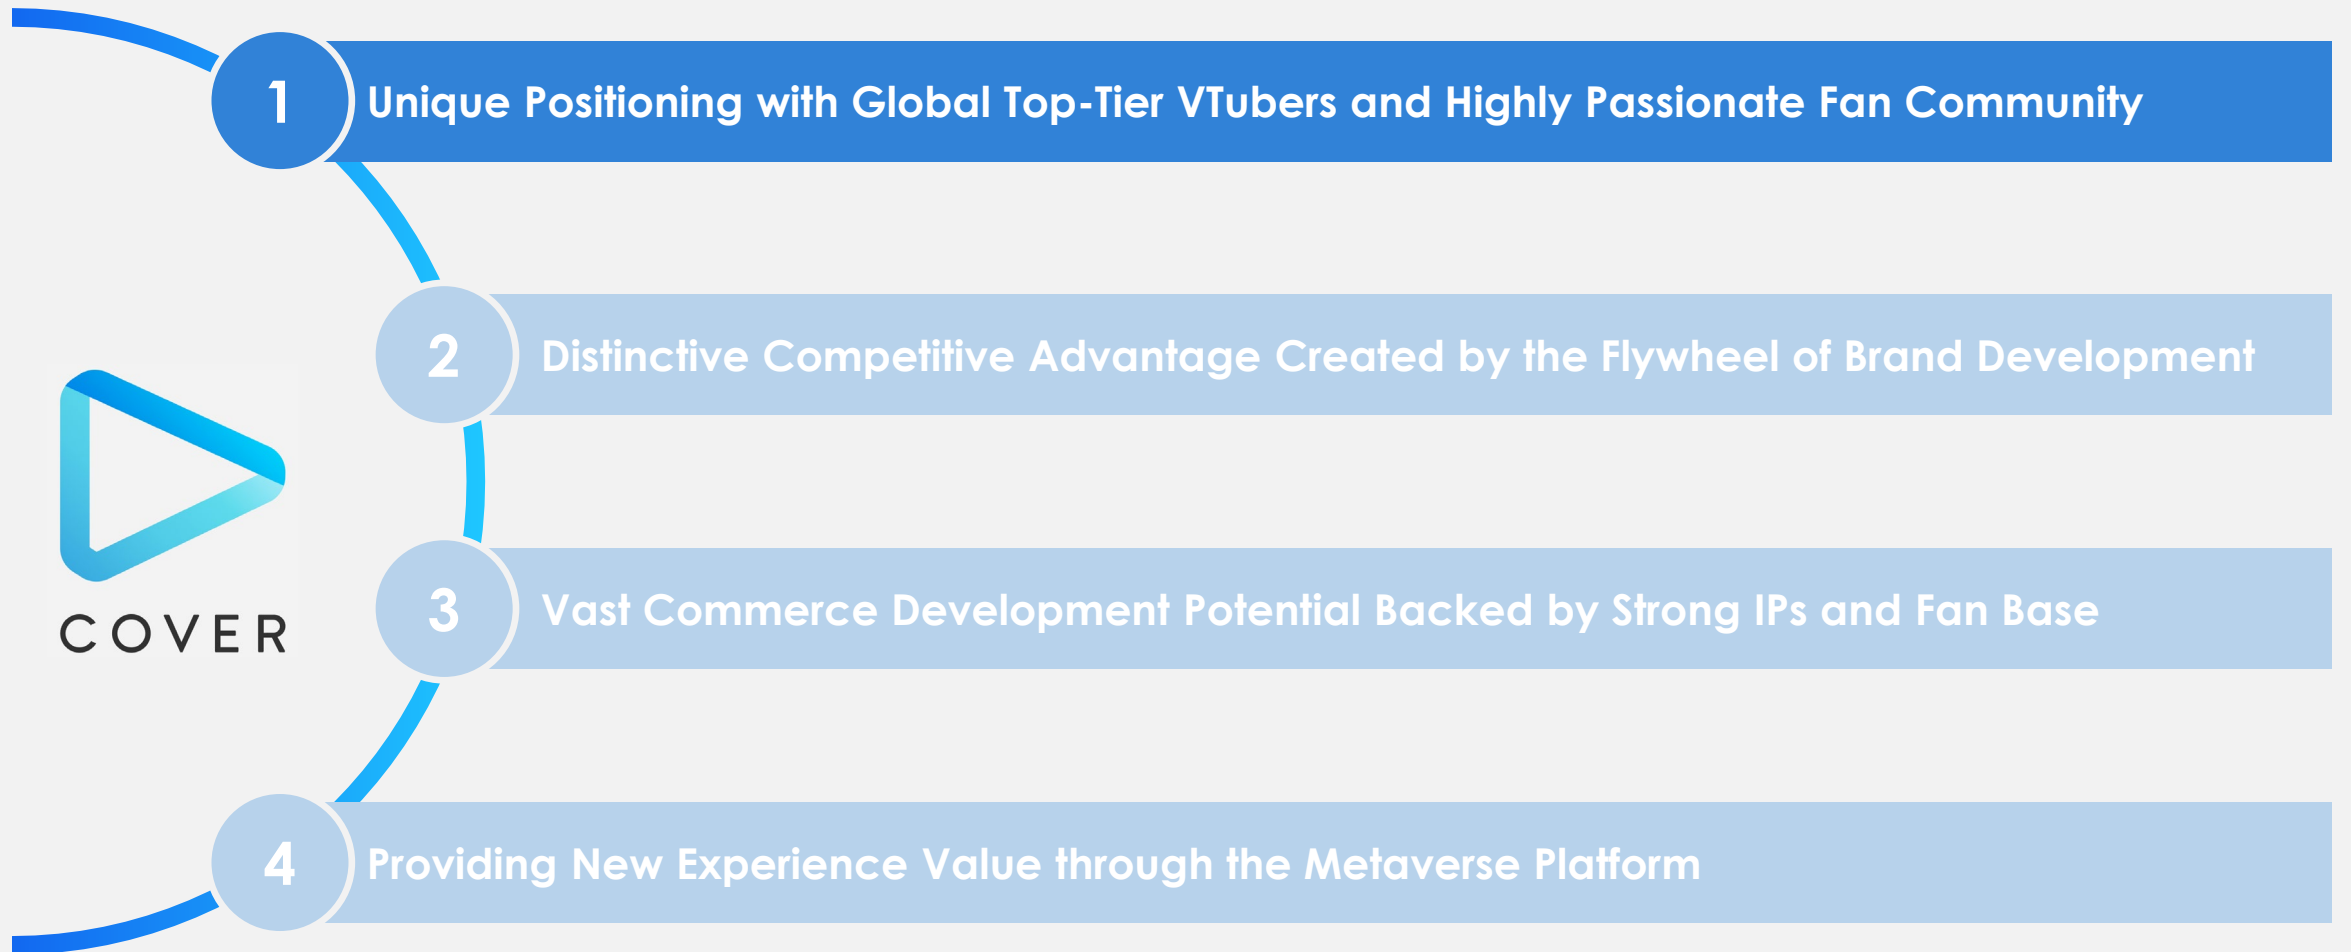 1
Unique Positioning with Global Top-Tier VTubers and Highly Passionate Fan Community
2
Distinctive Competitive Advantage Created by the Flywheel of Brand Development
COVER
3
Vast Commerce Development Potential Backed by Strong IPs and Fan Base
4
Providing New Experience Value through the Metaverse Platform